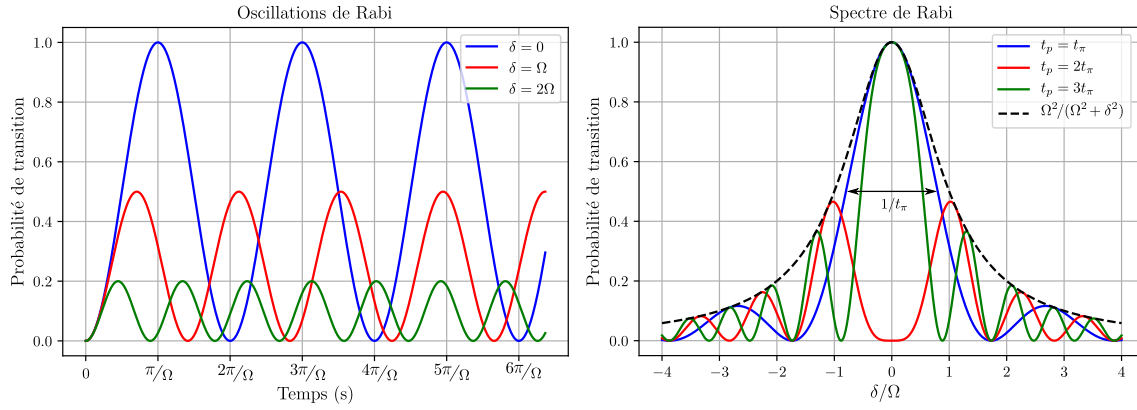 Oscillations de Rabi
Probabilité de transition
1.0
0.8
0.6
0.4
0.2
0.0
δ = 0
δ = Ω
δ = 2Ω
0 π/Ω 2π/Ω 3π/Ω 4π/Ω 5π/Ω 6π/Ω
Temps (s)
Spectre de Rabi
Probabilité de transition
1.0
0.8
0.6
0.4
0.2
0.0
t_p = t_π
t_p = 2t_π
t_p = 3t_π
Ω²/(Ω² + δ²)
1/t_π
−4 −3 −2 −1 0 1 2 3 4
δ/Ω